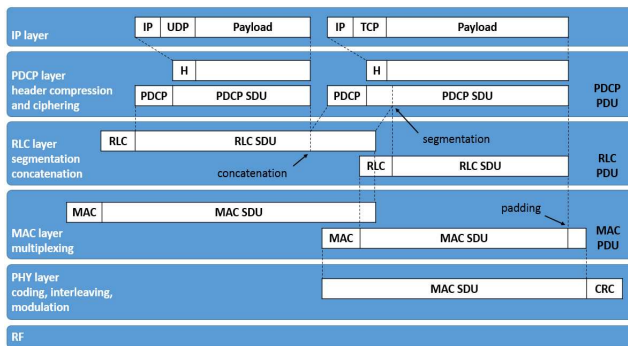 IP layer
IP UDP Payload
IP TCP Payload
PDCP layer
header compression
and ciphering
H
H
PDCP PDCP SDU
PDCP PDCP SDU
PDCP
PDU
RLC layer
segmentation
concatenation
RLC RLC SDU
segmentation
concatenation
RLC RLC SDU
RLC
PDU
MAC layer
multiplexing
MAC MAC SDU
padding
MAC MAC SDU
MAC
PDU
PHY layer
coding, interleaving,
modulation
MAC SDU CRC
RF